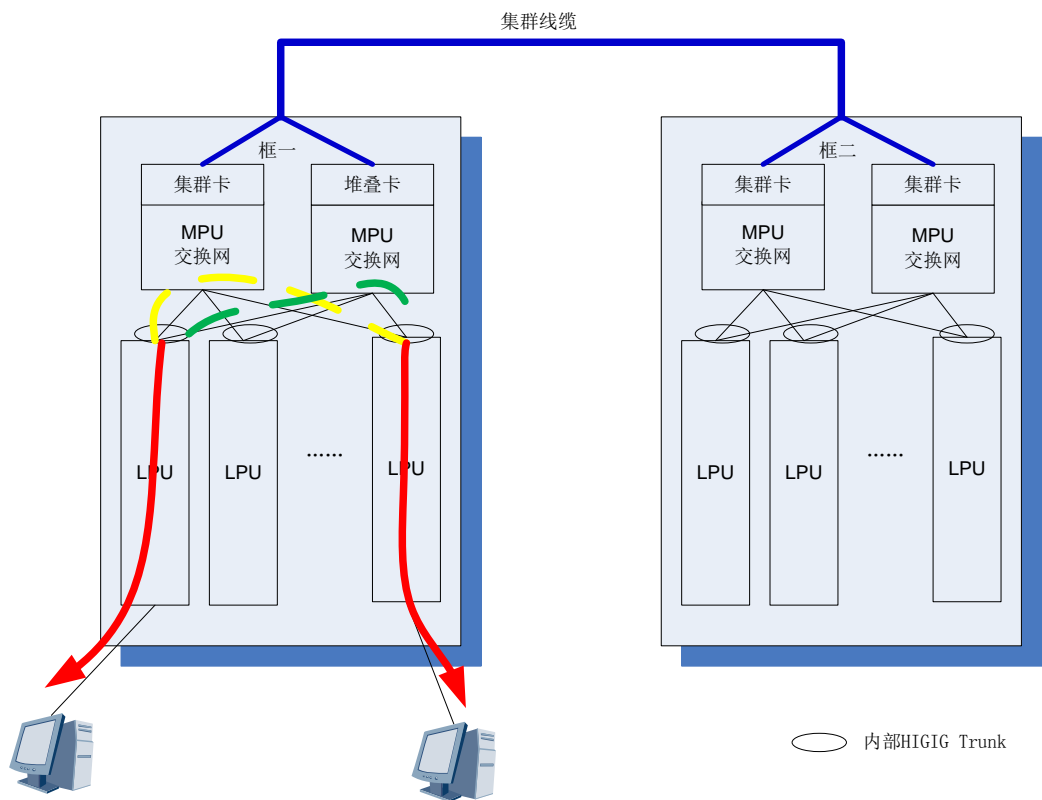 集群线缆
框一
框二
集群卡
堆叠卡
集群卡
集群卡
MPU
交换网
MPU
交换网
MPU
交换网
MPU
交换网
LPU
LPU
……
LPU
LPU
LPU
……
LPU
内部HIGIG Trunk